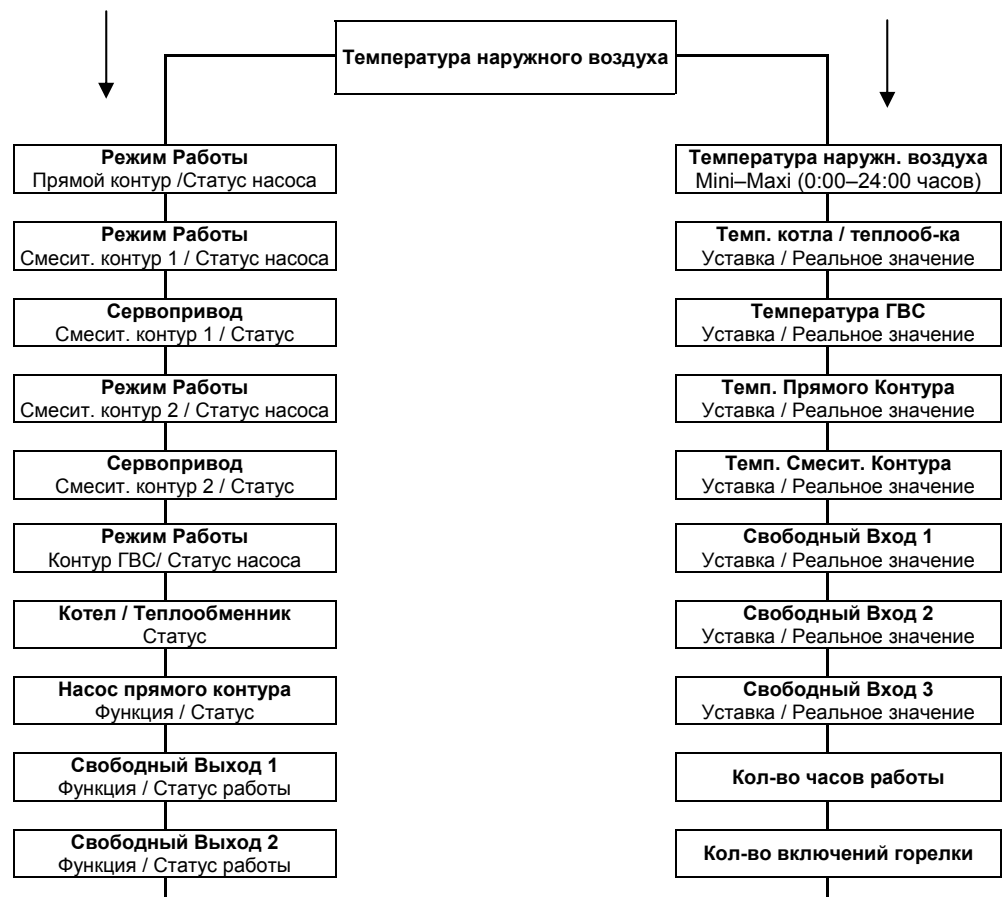 Температура наружного воздуха
Режим Работы
Прямой контур /Статус насоса
Режим Работы
Смесит. контур 1 / Статус насоса
Сервопривод
Смесит. контур 1 / Статус
Режим Работы
Смесит. контур 2 / Статус насоса
Сервопривод
Смесит. контур 2 / Статус
Режим Работы
Контур ГВС/ Статус насоса
Котел / Теплообменник
Статус
Насос прямого контура
Функция / Статус
Свободный Выход 1
Функция / Статус работы
Свободный Выход 2
Функция / Статус работы
Температура наружн. воздуха
Mini–Maxi (0:00–24:00 часов)
Темп. котла / теплооб-ка
Уставка / Реальное значение
Температура ГВС
Уставка / Реальное значение
Темп. Прямого Контура
Уставка / Реальное значение
Темп. Смесит. Контура
Уставка / Реальное значение
Свободный Вход 1
Уставка / Реальное значение
Свободный Вход 2
Уставка / Реальное значение
Свободный Вход 3
Уставка / Реальное значение
Кол-во часов работы
Кол-во включений горелки